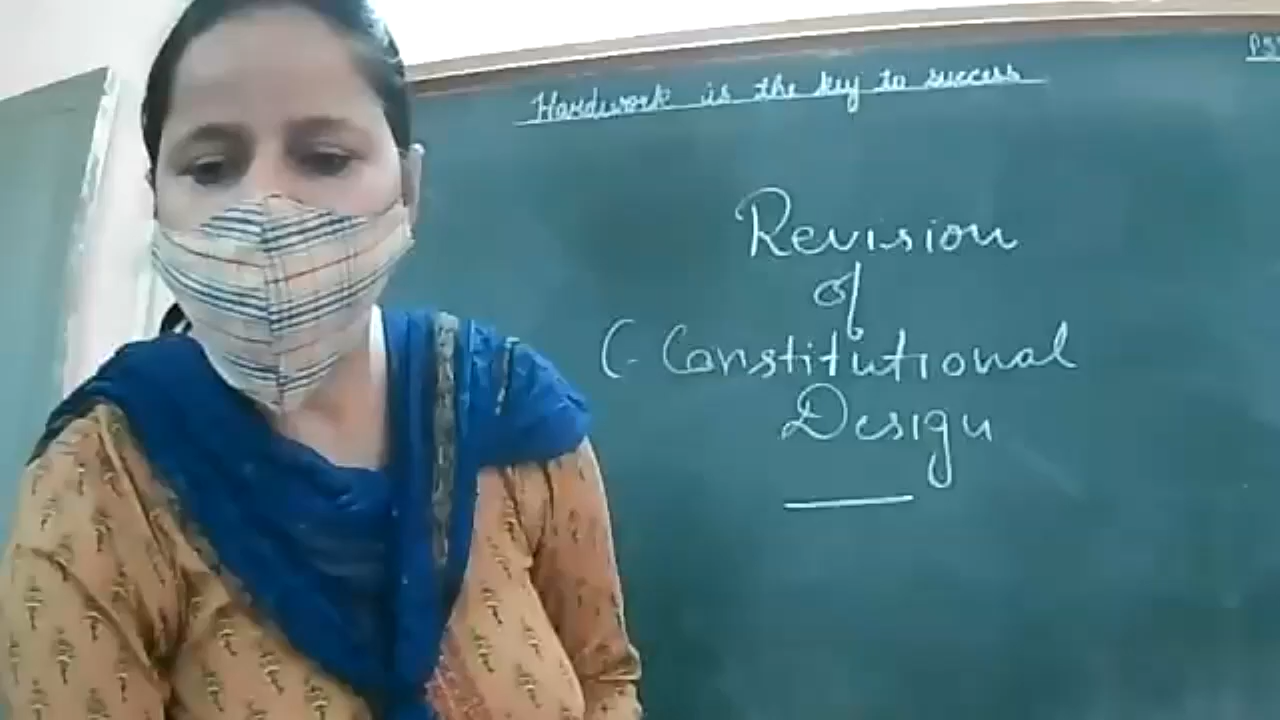 Hardwork is the key to success
Revision
of
(- Constitutional
Design